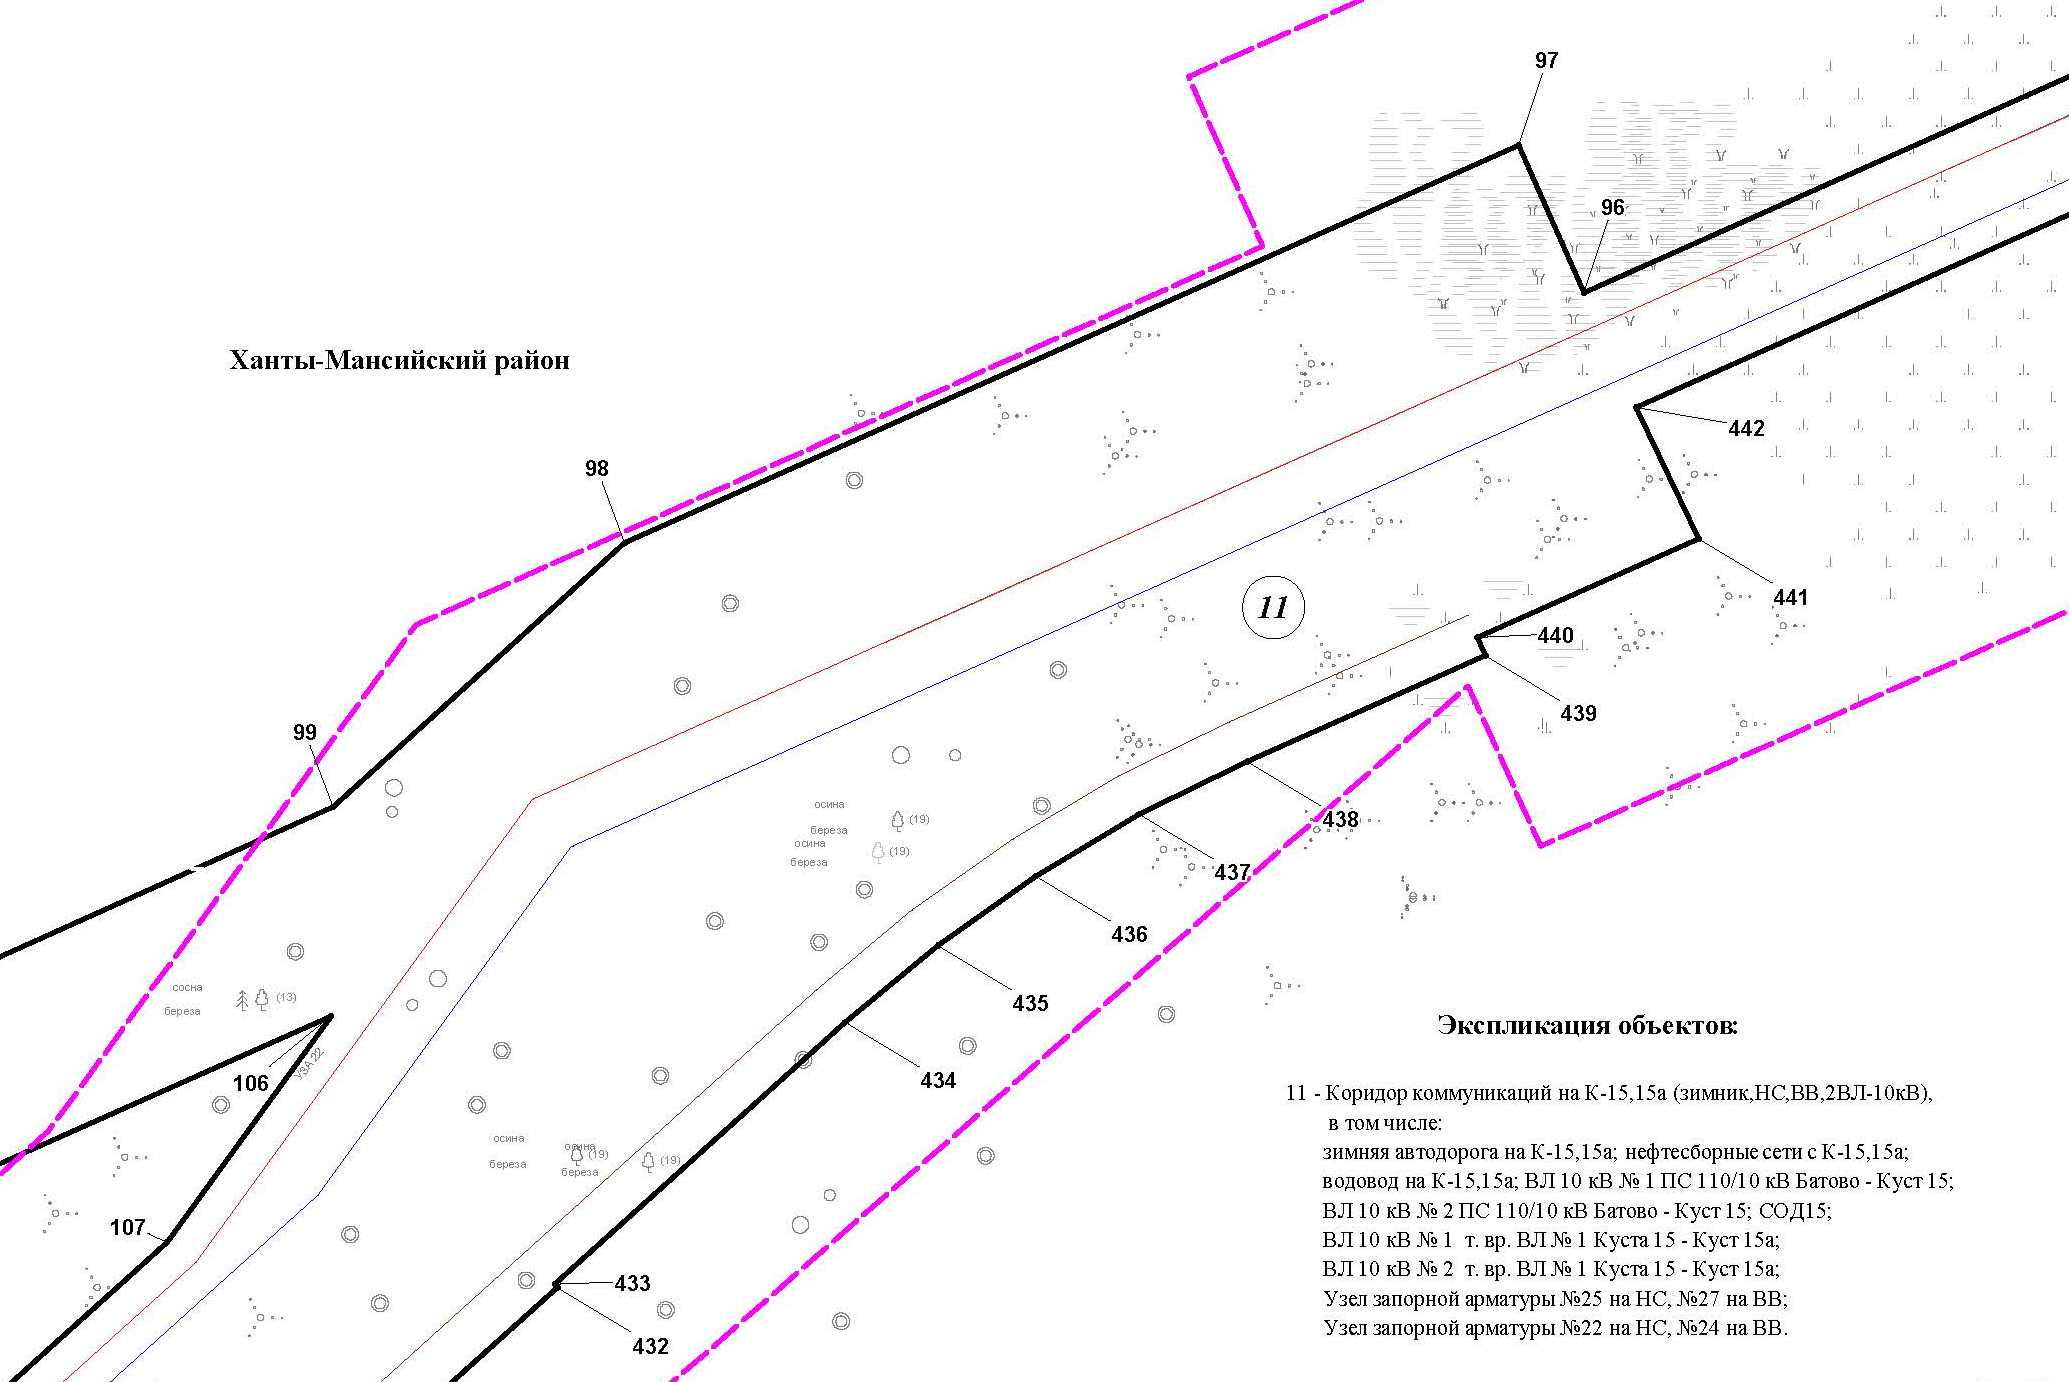 97
96
Ханты-Мансийский район
442
98
441
11
440
439
99
осина
(19)
438
береза
осина
(19)
береза
437
436
сосна
(13)
береза
435
Экспликация объектов:
УЗА 22
106
434
11 - Коридор коммуникаций на К-15,15а (зимник,НС,ВВ,2ВЛ-10кВ),
в том числе:
зимняя автодорога на К-15,15а; нефтесборные сети с К-15,15а;
водовод на К-15,15а; ВЛ 10 кВ № 1 ПС 110/10 кВ Батово - Куст 15;
ВЛ 10 кВ № 2 ПС 110/10 кВ Батово - Куст 15; СОД15;
ВЛ 10 кВ № 1 т. вр. ВЛ № 1 Куста 15 - Куст 15а;
ВЛ 10 кВ № 2 т. вр. ВЛ № 1 Куста 15 - Куст 15а;
Узел запорной арматуры №25 на НС, №27 на ВВ;
Узел запорной арматуры №22 на НС, №24 на ВВ.
осина
осина
(19)
(19)
береза
береза
107
433
432